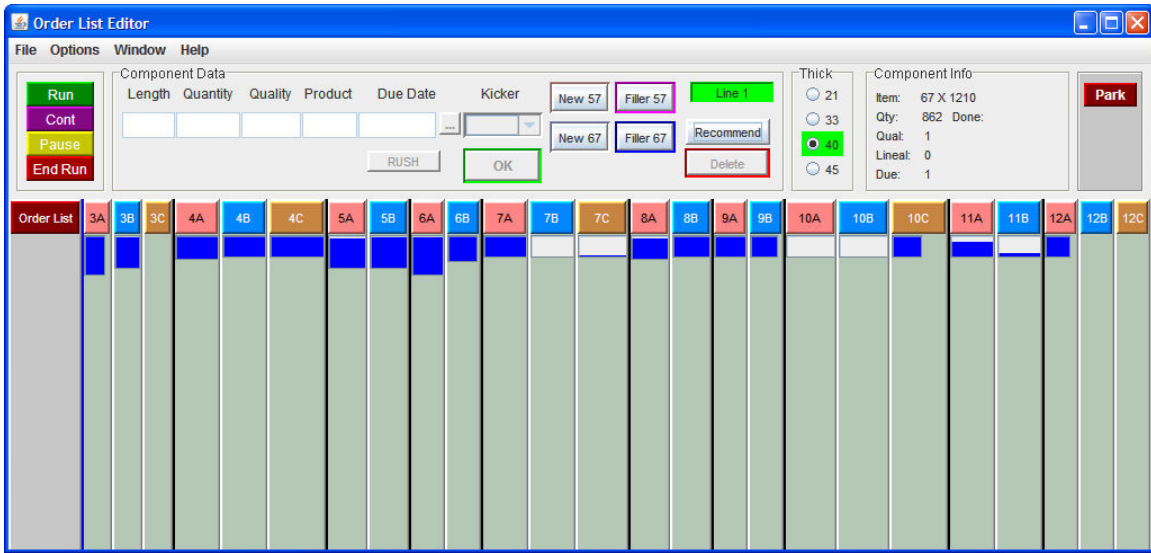 Order List Editor
File Options Window Help
Component Data
Thick
Component Info
Run
Cont
Pause
End Run
Length Quantity Quality Product Due Date Kicker
...
RUSH
OK
New 57 Filler 57
New 67 Filler 67
Line 1
Recommend
Delete
21
33
40
45
Item: 67 X 1210
Qty: 862 Done:
Qual: 1
Lineal: 0
Due: 1
Park
Order List 3A 3B 3C 4A 4B 4C 5A 5B 6A 6B 7A 7B 7C 8A 8B 9A 9B 10A 10B 10C 11A 11B 12A 12B 12C